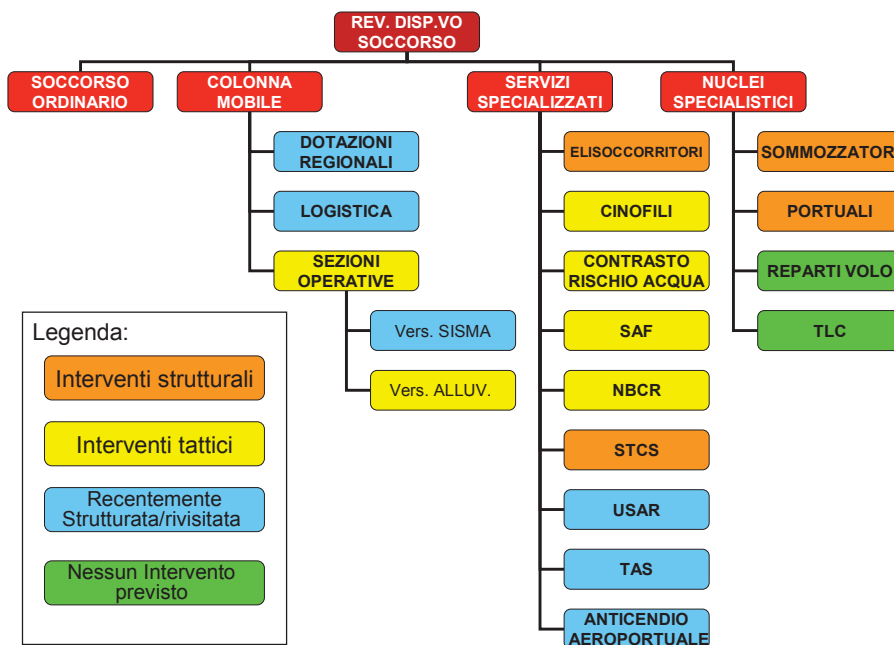 REV. DISP.VO
SOCCORSO
SOCCORSO
ORDINARIO
COLONNA
MOBILE
SERVIZI
SPECIALIZZATI
NUCLEI
SPECIALISTICI
DOTAZIONI
REGIONALI
LOGISTICA
SEZIONI
OPERATIVE
Vers. SISMA
Vers. ALLUV.
ELISOCCORRITORI
CINOFILI
CONTRASTO
RISCHIO ACQUA
SAF
NBCR
STCS
USAR
TAS
ANTICENDIO
AEROPORTUALE
SOMMOZZATOR
PORTUALI
REPARTI VOLO
TLC
Legenda:
Interventi strutturali
Interventi tattici
Recentemente
Strutturata/rivisitata
Nessun Intervento
previsto